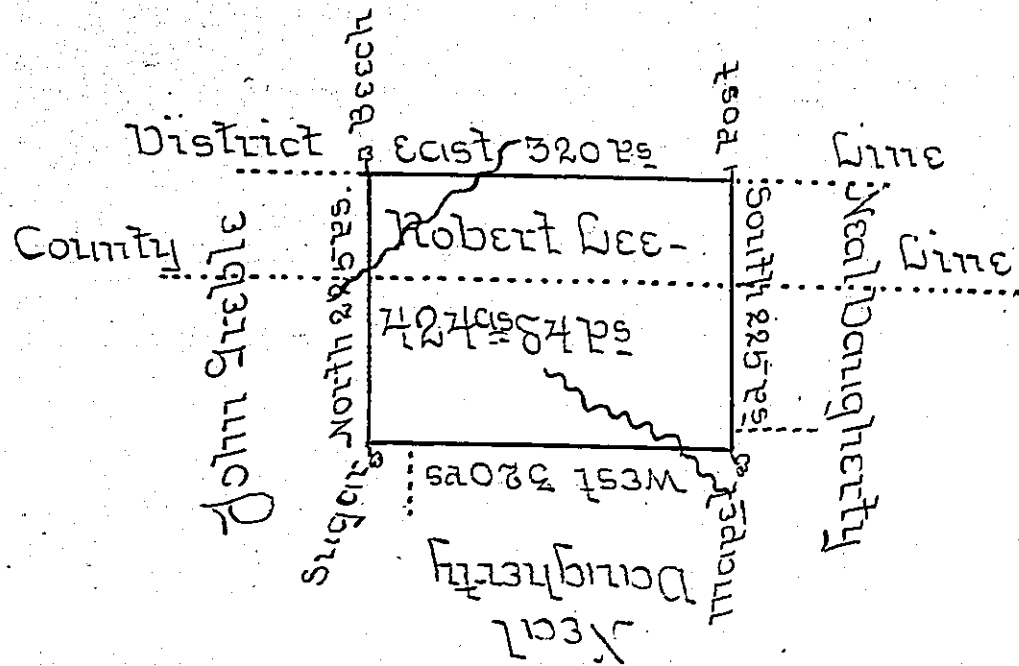 Beech
Post
District
East 320 ps
Line
County
Robert Lee-
Line
John Greble
North 225 ps.
424 as 84 ps
South 225 ps
Neal Daugherty
Sugar
West 320 ps
maple
Neal
Daugherty